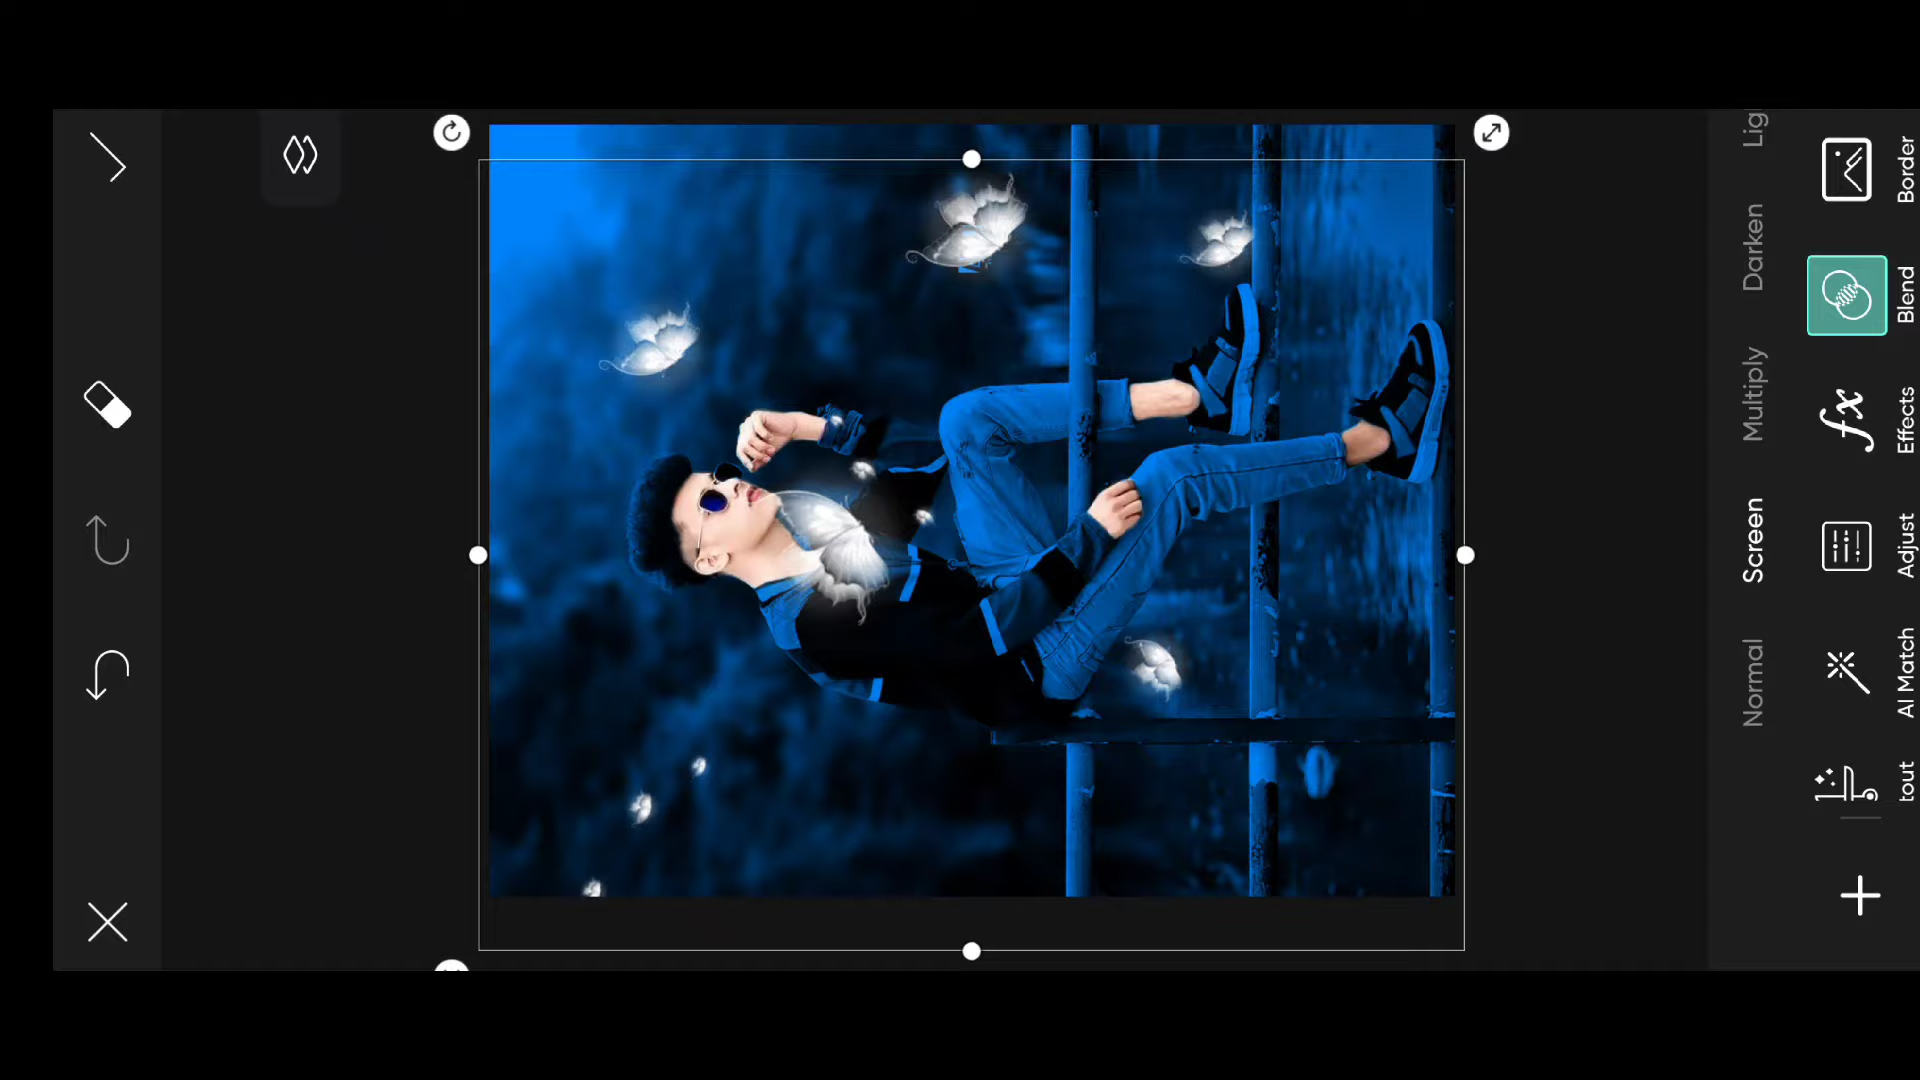 Border
Blend
Effects
Adjust
AI Match
tout
Lig
Darken
Multiply
Screen
Normal